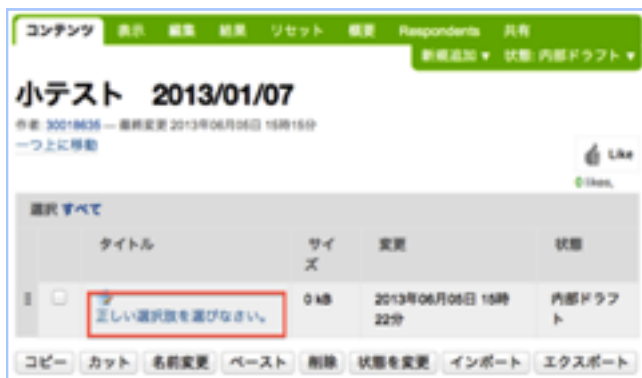 コンテンツ 表示 編集 結果 リセット 概要 Respondents 共有
新規追加 ▼ 状態: 内部ドラフト ▼
小テスト 2013/01/07
作者: 30018635 — 最終変更 2013年06月05日 15時15分
一つ上に移動
Like
0 likes.
選択 すべて
タイトル サイズ 変更 状態
正しい選択肢を選びなさい。 0 kB 2013年06月05日 15時22分 内部ドラフト
コピー カット 名前変更 ペースト 削除 状態を変更 インポート エクスポート